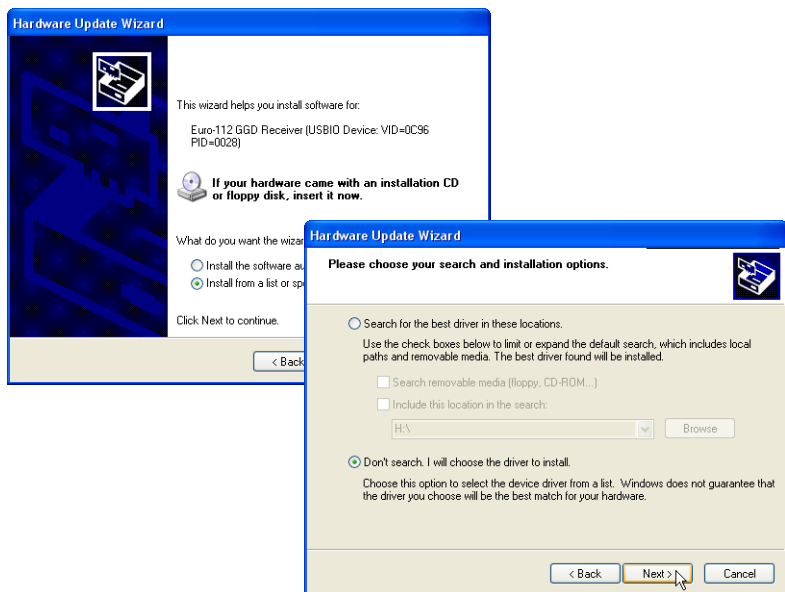 Hardware Update Wizard
This wizard helps you install software for:
Euro-112 GGD Receiver (USBIO Device: VID=0C96
PID=0028)
If your hardware came with an installation CD
or floppy disk, insert it now.
What do you want the wizar
Install the software au
Install from a list or sp
Click Next to continue.
< Back
Hardware Update Wizard
Please choose your search and installation options.
Search for the best driver in these locations.
Use the check boxes below to limit or expand the default search, which includes local
paths and removable media. The best driver found will be installed.
Search removable media (floppy, CD-ROM...)
Include this location in the search:
H:\
Browse
Don't search. I will choose the driver to install.
Choose this option to select the device driver from a list. Windows does not guarantee that
the driver you choose will be the best match for your hardware.
< Back
Next >
Cancel